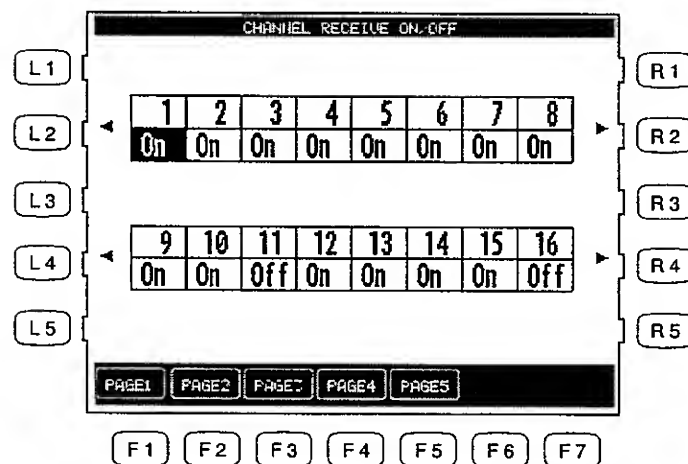 CHANNEL RECEIVE ON/OFF
L1 R1
1 2 3 4 5 6 7 8
L2 R2
On On On On On On On On
L3 R3
9 10 11 12 13 14 15 16
L4 R4
On On Off On On On On Off
L5 R5
PAGE1 PAGE2 PAGE3 PAGE4 PAGE5
F1 F2 F3 F4 F5 F6 F7